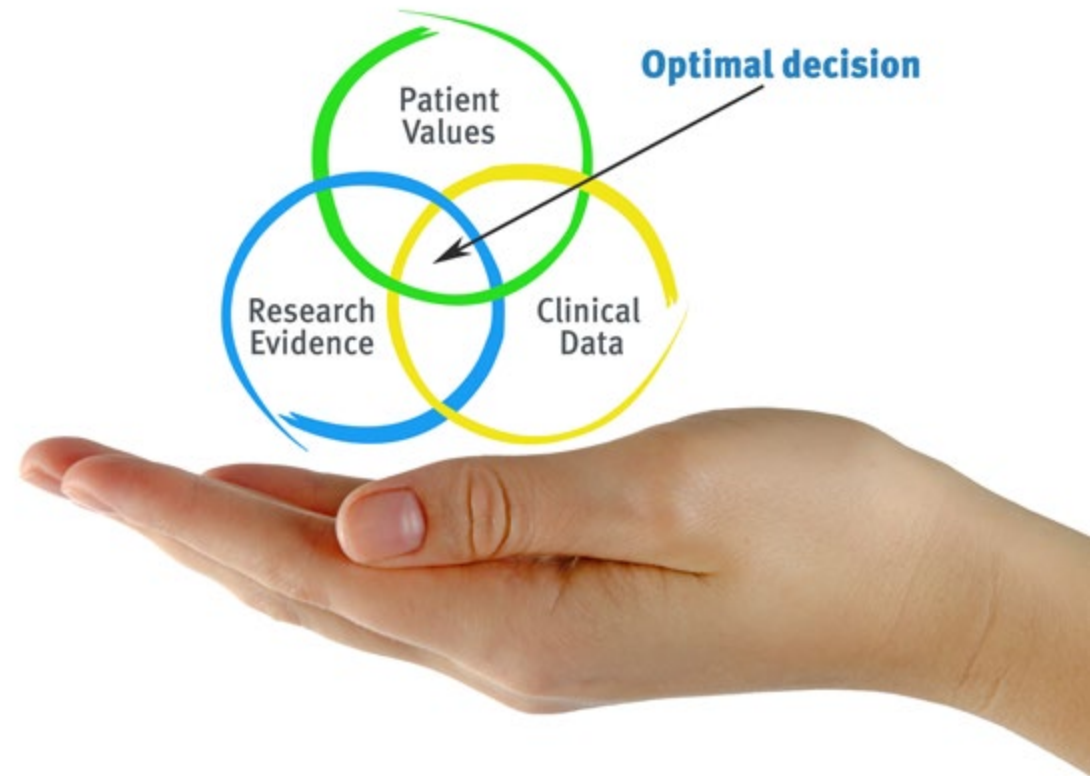 Optimal decision
Patient
Values
Research
Evidence
Clinical
Data